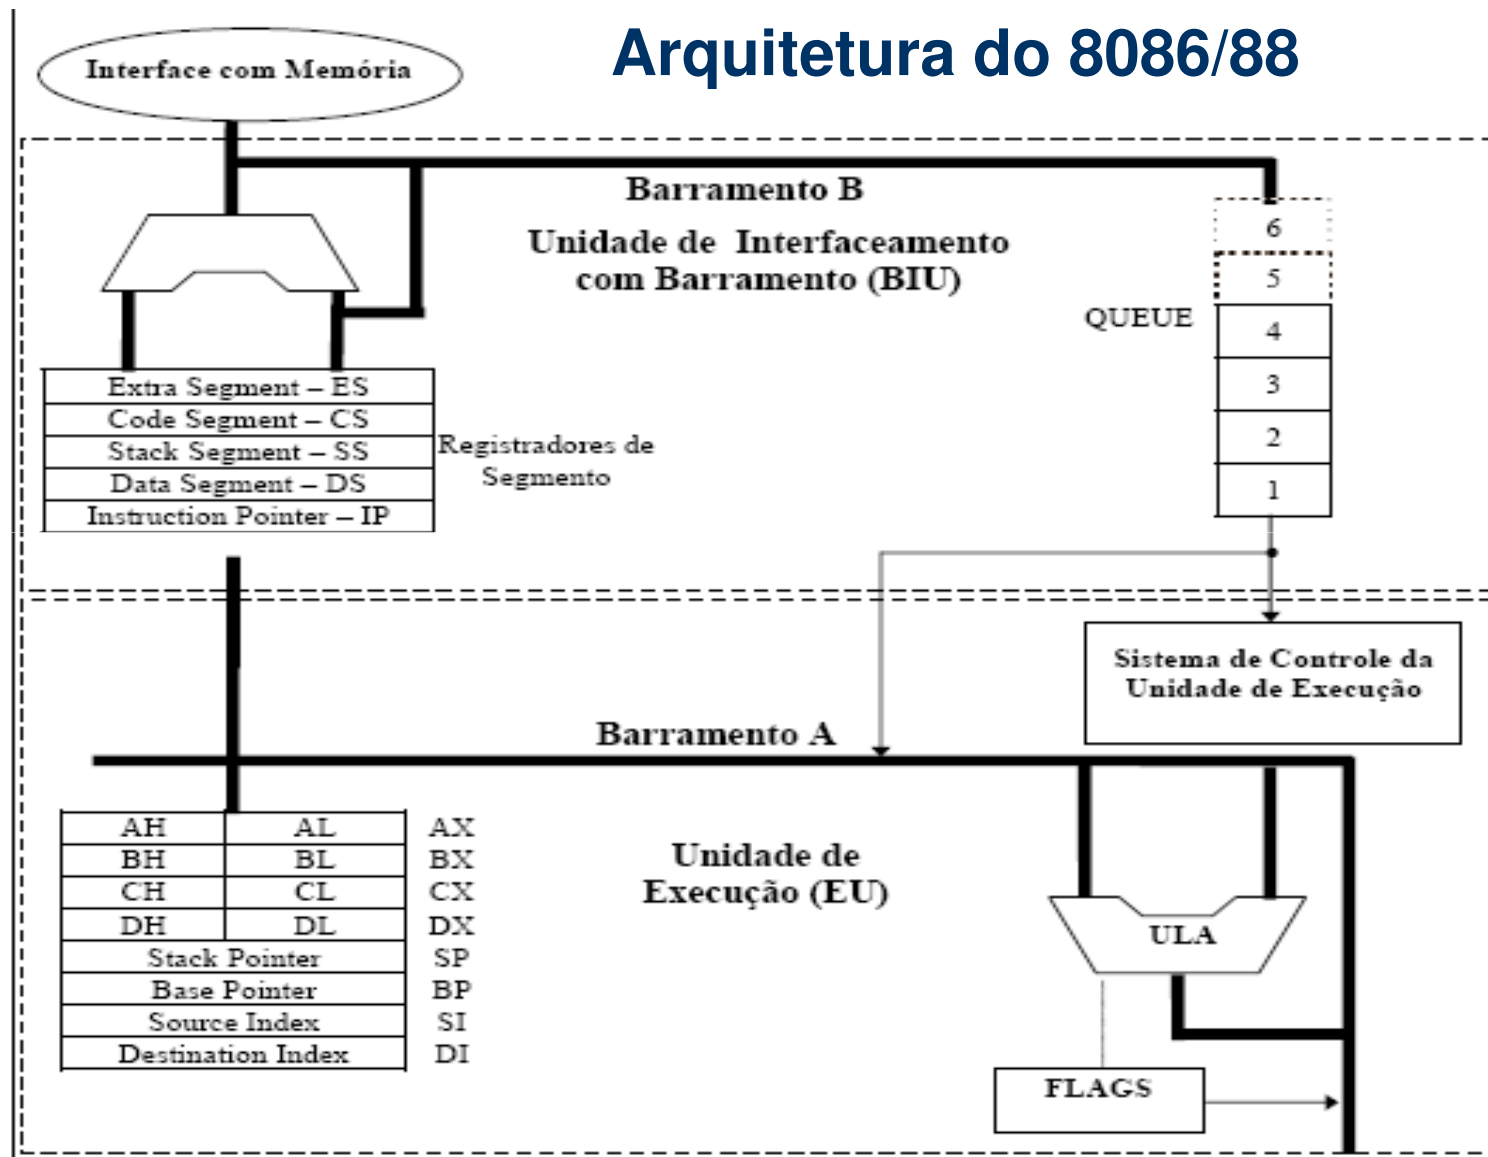 Arquitetura do 8086/88
Interface com Memória
Barramento B
Unidade de Interfaceamento
com Barramento (BIU)
6
5
QUEUE
4
3
2
1
Extra Segment – ES
Code Segment – CS
Stack Segment – SS
Data Segment – DS
Instruction Pointer – IP
Registradores de
Segmento
Sistema de Controle da
Unidade de Execução
Barramento A
AH AL AX
BH BL BX
CH CL CX
DH DL DX
Stack Pointer SP
Base Pointer BP
Source Index SI
Destination Index DI
Unidade de
Execução (EU)
ULA
FLAGS